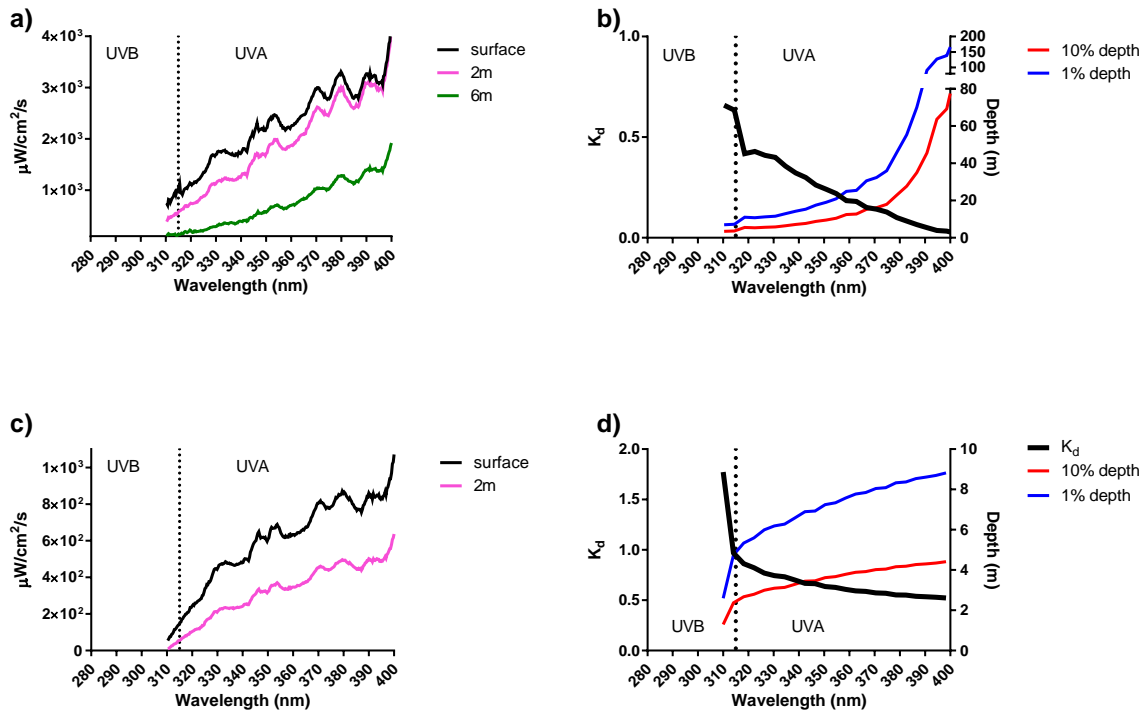 a)
4×10³
3×10³
2×10³
1×10³
µW/cm²/s
UVB
UVA
surface
2m
6m
280 290 300 310 320 330 340 350 360 370 380 390 400
Wavelength (nm)
b)
1.0
0.5
0.0
K_d
UVB
UVA
200
150
100
80
60
40
20
0
Depth (m)
10% depth
1% depth
280 290 300 310 320 330 340 350 360 370 380 390 400
Wavelength (nm)
c)
1×10³
8×10²
6×10²
4×10²
2×10²
0
µW/cm²/s
UVB
UVA
surface
2m
280 290 300 310 320 330 340 350 360 370 380 390 400
Wavelength (nm)
d)
2.0
1.5
1.0
0.5
0.0
K_d
UVB
UVA
10
8
6
4
2
0
Depth (m)
K_d
10% depth
1% depth
280 290 300 310 320 330 340 350 360 370 380 390 400
Wavelength (nm)